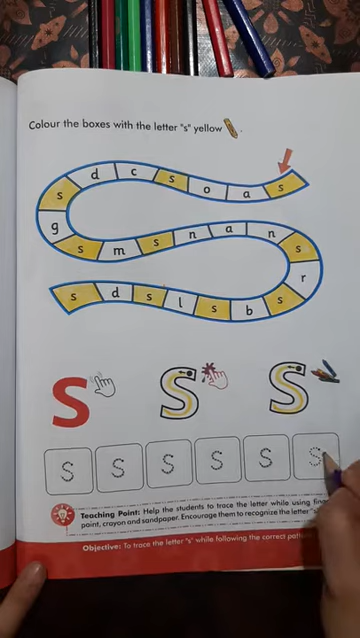 Colour the boxes with the letter "s" yellow
s a o s c d s g s m s n a n s r s b s l s d s
S S S
S S S S S S
Teaching Point: Help the students to trace the letter while using
point, crayon and sandpaper. Encourage them to recognize the letter
Objective: To trace the letter "s" while following the correct